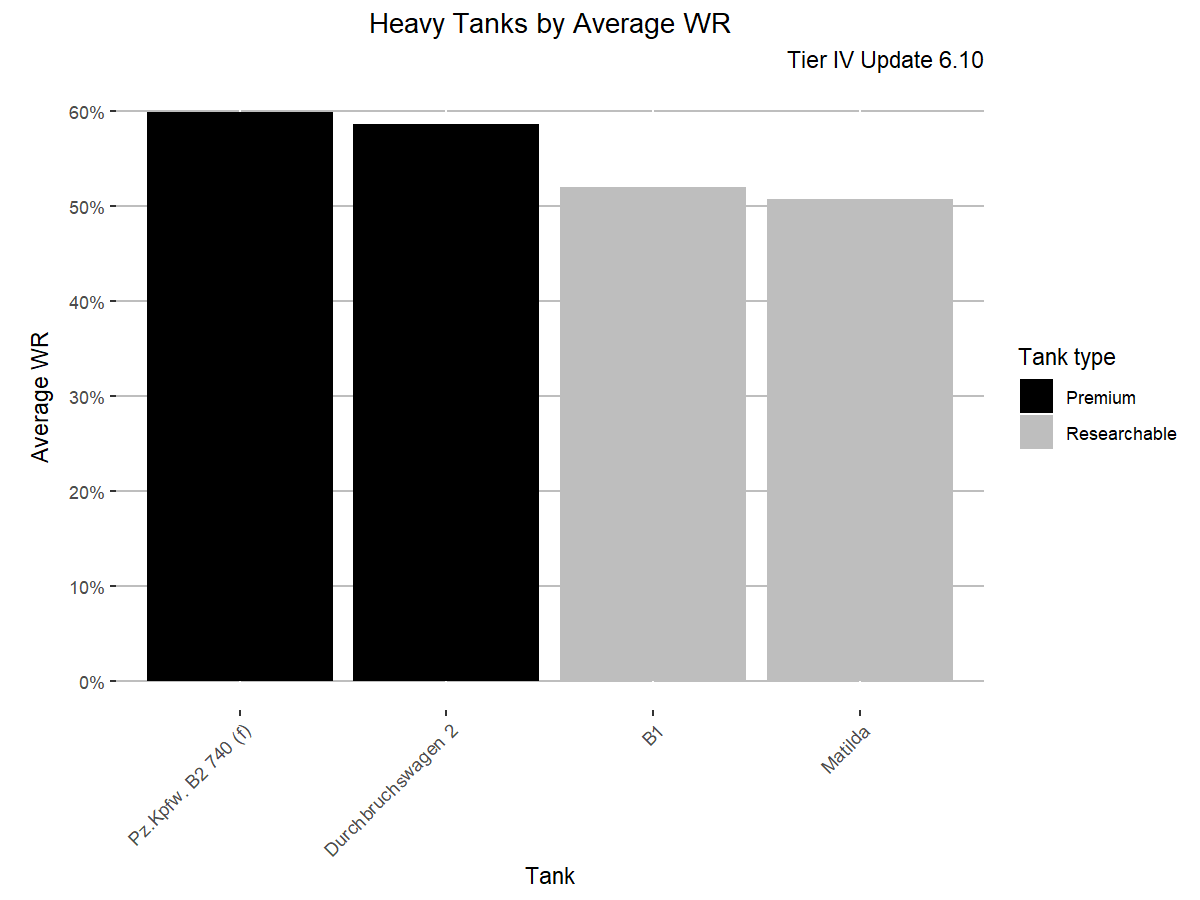 Heavy Tanks by Average WR
Tier IV Update 6.10
Average WR
60%
50%
40%
30%
20%
10%
0%
Pz.Kpfw. B2 740 (f)
Durchbruchswagen 2
B1
Matilda
Tank
Tank type
Premium
Researchable